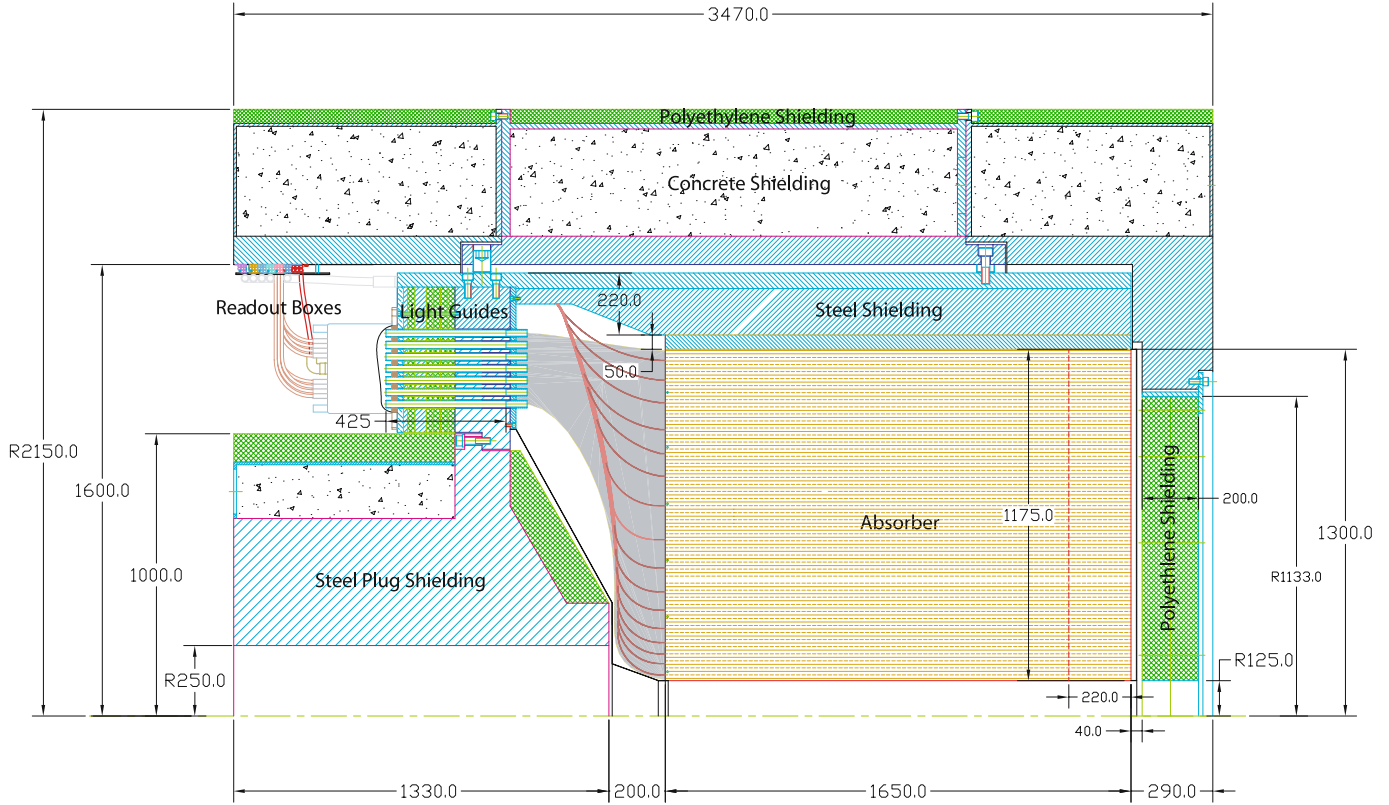 3470.0
Polyethylene Shielding
Concrete Shielding
Readout Boxes
Light Guides
220.0
Steel Shielding
50.0
425
R2150.0
1600.0
200.0
Absorber
1175.0
Polyethlene Shielding
1300.0
1000.0
Steel Plug Shielding
R1133.0
R250.0
R125.0
220.0
40.0
1330.0
200.0
1650.0
290.0